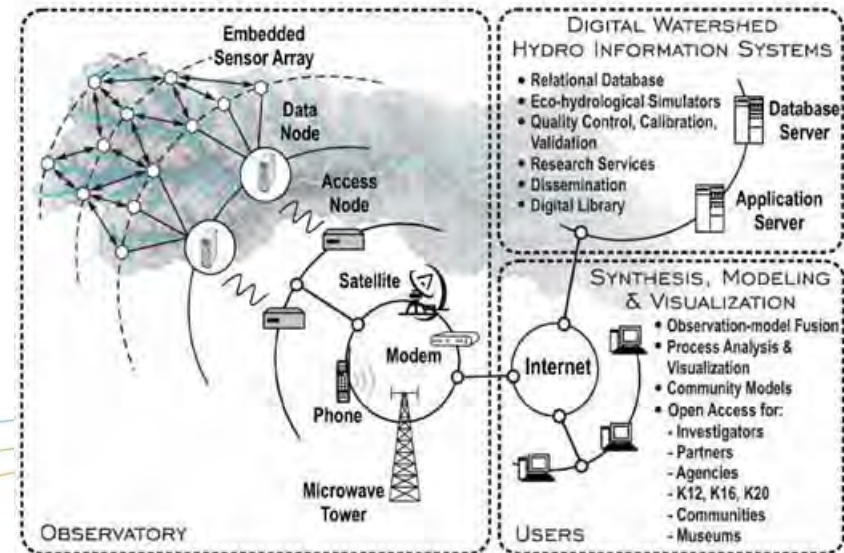 Embedded
Sensor Array
Data
Node
Access
Node
Satellite
Modem
Phone
Microwave
Tower
OBSERVATORY
DIGITAL WATERSHED
HYDRO INFORMATION SYSTEMS
• Relational Database
• Eco-hydrological Simulators
• Quality Control, Calibration,
Validation
• Research Services
• Dissemination
• Digital Library
Database
Server
Application
Server
SYNTHESIS, MODELING
& VISUALIZATION
• Observation-model Fusion
• Process Analysis &
Visualization
• Community Models
• Open Access for:
- Investigators
- Partners
- Agencies
- K12, K16, K20
- Communities
- Museums
Internet
USERS